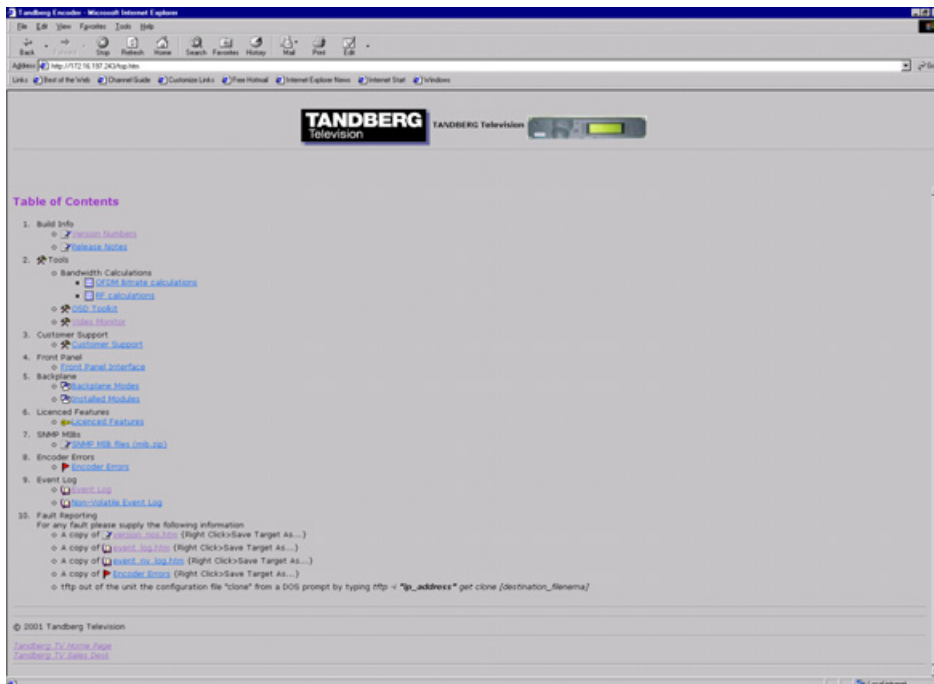 Tandberg Encoder - Microsoft Internet Explorer
File Edit View Favorites Tools Help
Back Forward Stop Refresh Home Search Favorites History Mail Print Edit
Address http://172.16.197.243/top.htm
Links Best of the Web Channel Guide Customize Links Free Hotmail Internet Explorer News Internet Start Windows
TANDBERG
Television
TANDBERG Television
Table of Contents
1. Build Info
Version Numbers
Release Notes
2. Tools
Bandwidth Calculations
OFDM Bitrate calculations
RF calculations
OSD Toolkit
Video Monitor
3. Customer Support
Customer Support
4. Front Panel
Front Panel Interface
5. Backplane
Backplane Modes
Installed Modules
6. Licenced Features
Licenced Features
7. SNMP MIBs
SNMP MIB files (mib.zip)
8. Encoder Errors
Encoder Errors
9. Event Log
Event Log
Non-Volatile Event Log
10. Fault Reporting
For any fault please supply the following information
A copy of version_nos.htm {Right Click>Save Target As...}
A copy of event_log.htm {Right Click>Save Target As...}
A copy of event_nv_log.htm {Right Click>Save Target As...}
A copy of Encoder Errors {Right Click>Save Target As...}
tftp out of the unit the configuration file "clone" from a DOS prompt by typing tftp -i "ip_address" get clone [destination_filename]
© 2001 Tandberg Television
Tandberg TV Home Page
Tandberg TV Sales Desk
Local intranet